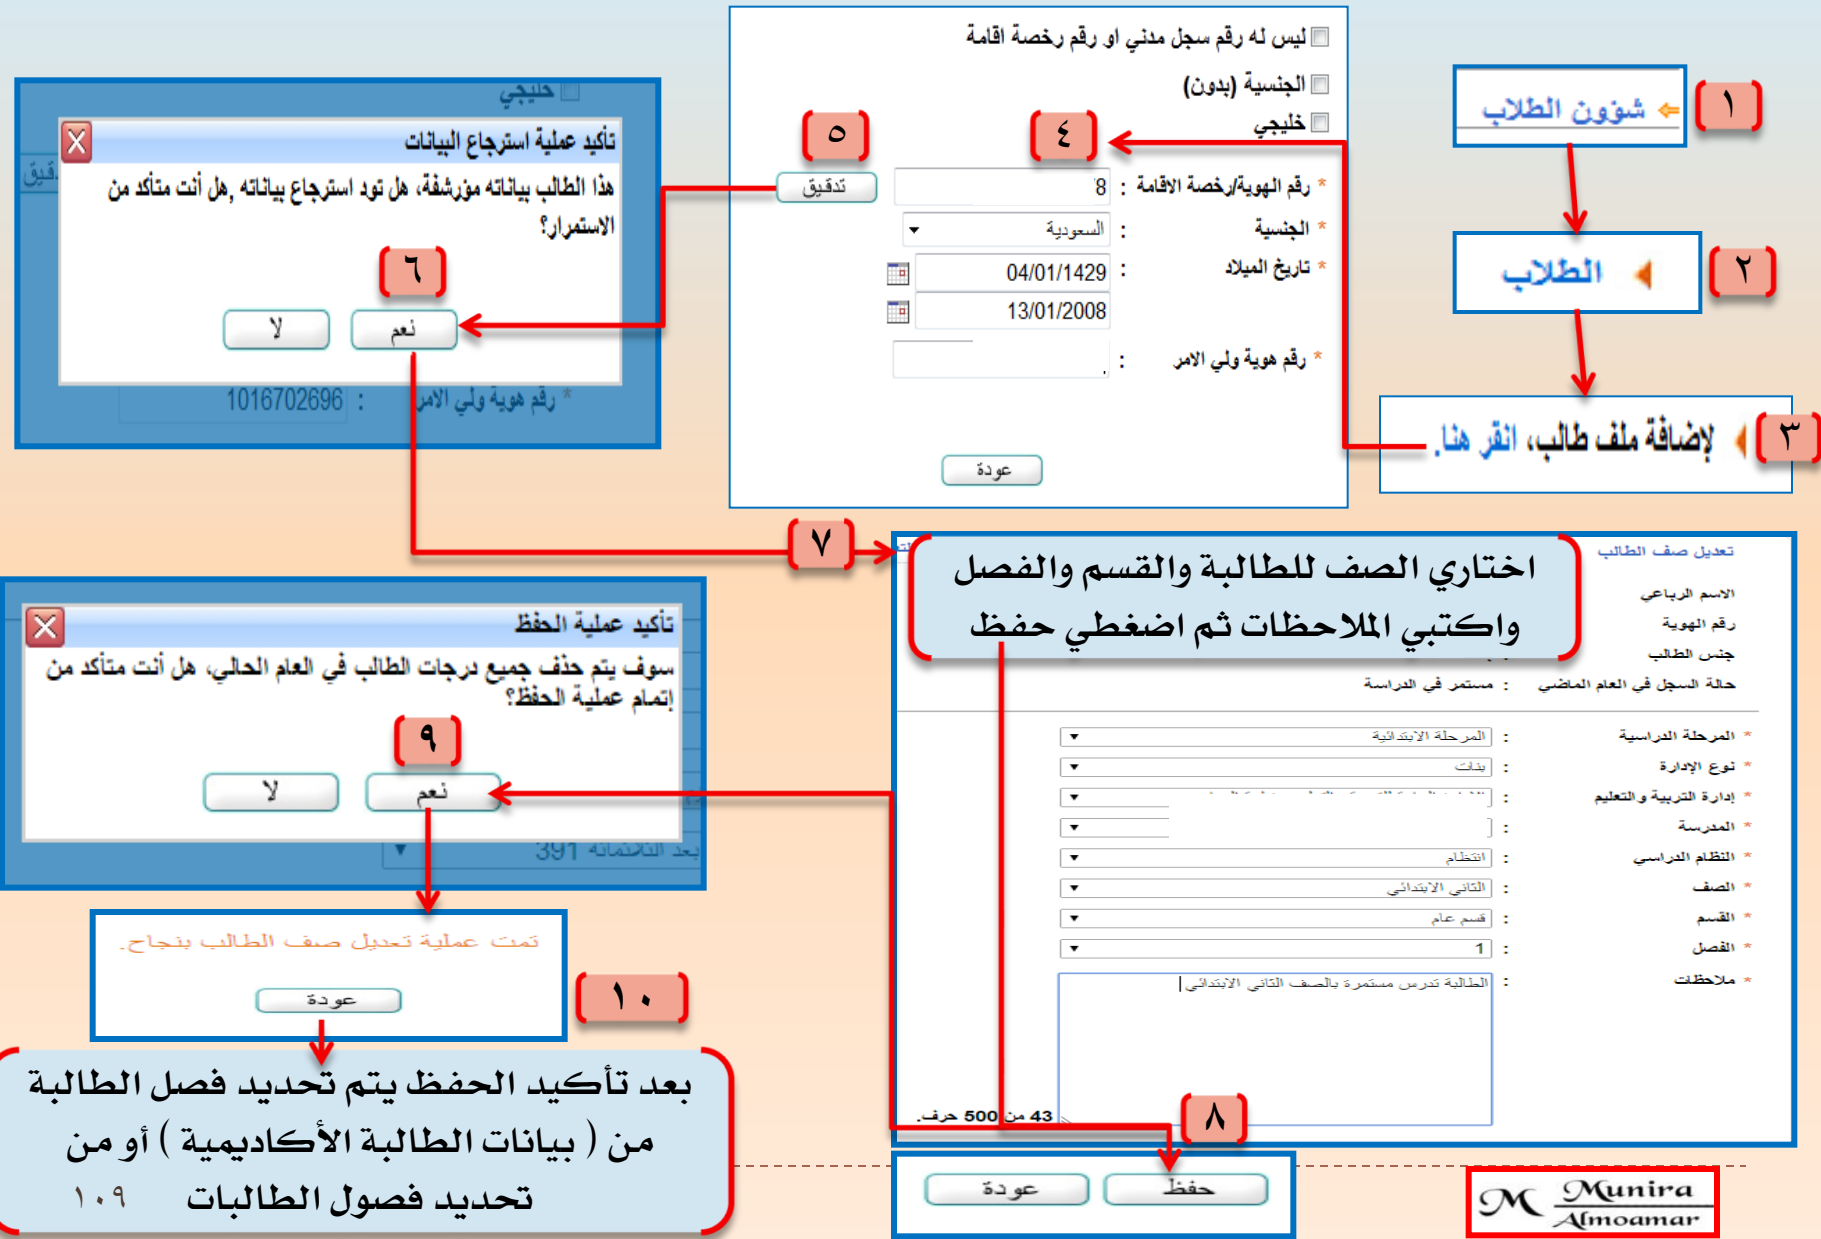 ١
شؤون الطلاب
٢
الطلاب
٣
لإضافة ملف طالب، انقر هنا.
ليس له رقم سجل مدني او رقم رخصة اقامة
الجنسية (بدون)
خليجي
٤
٥
* رقم الهوية/رخصة الاقامة : 8 تدقيق
* الجنسية : السعودية
* تاريخ الميلاد : 04/01/1429
13/01/2008
* رقم هوية ولي الامر :
عودة
خليجي
تأكيد عملية استرجاع البيانات
هذا الطالب بياناته مؤرشفة، هل تود استرجاع بياناته ,هل أنت متأكد من
الاستمرار؟
٦
نعم لا
* رقم هوية ولي الامر : 1016702696
٧
اختاري الصف للطالبة والقسم والفصل
واكتبي الملاحظات ثم اضغطي حفظ
تعديل صف الطالب
الاسم الرباعي
رقم الهوية
جنس الطالب
حالة السجل في العام الماضي : مستمر في الدراسة
* المرحلة الدراسية : المرحلة الابتدائية
* نوع الإدارة : بنات
* إدارة التربية والتعليم :
* المدرسة :
* النظام الدراسي : انتظام
* الصف : الثاني الابتدائي
* القسم : قسم عام
* الفصل : 1
* ملاحظات : الطالبة تدرس مستمرة بالصف الثاني الابتدائي
43 من 500 حرف.
٨
حفظ عودة
تأكيد عملية الحفظ
سوف يتم حذف جميع درجات الطالب في العام الحالي، هل أنت متأكد من
إتمام عملية الحفظ؟
٩
نعم لا
بعد الثلاثمائة 391
تمت عملية تعديل صف الطالب بنجاح.
عودة
١٠
بعد تأكيد الحفظ يتم تحديد فصل الطالبة
من ( بيانات الطالبة الأكاديمية ) أو من
تحديد فصول الطالبات
١٠٩
M Munira
Almoamar